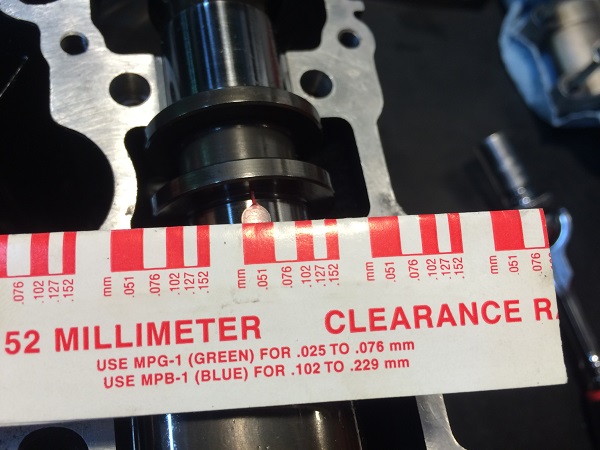 .076 .102 .127 .152 mm .051 .076 .102 .127 .152 mm .051 .076 .102 .127 .152 mm .051 .076 .102 .127 .152 mm .051
52 MILLIMETER CLEARANCE RA
USE MPG-1 (GREEN) FOR .025 TO .076 mm
USE MPB-1 (BLUE) FOR .102 TO .229 mm